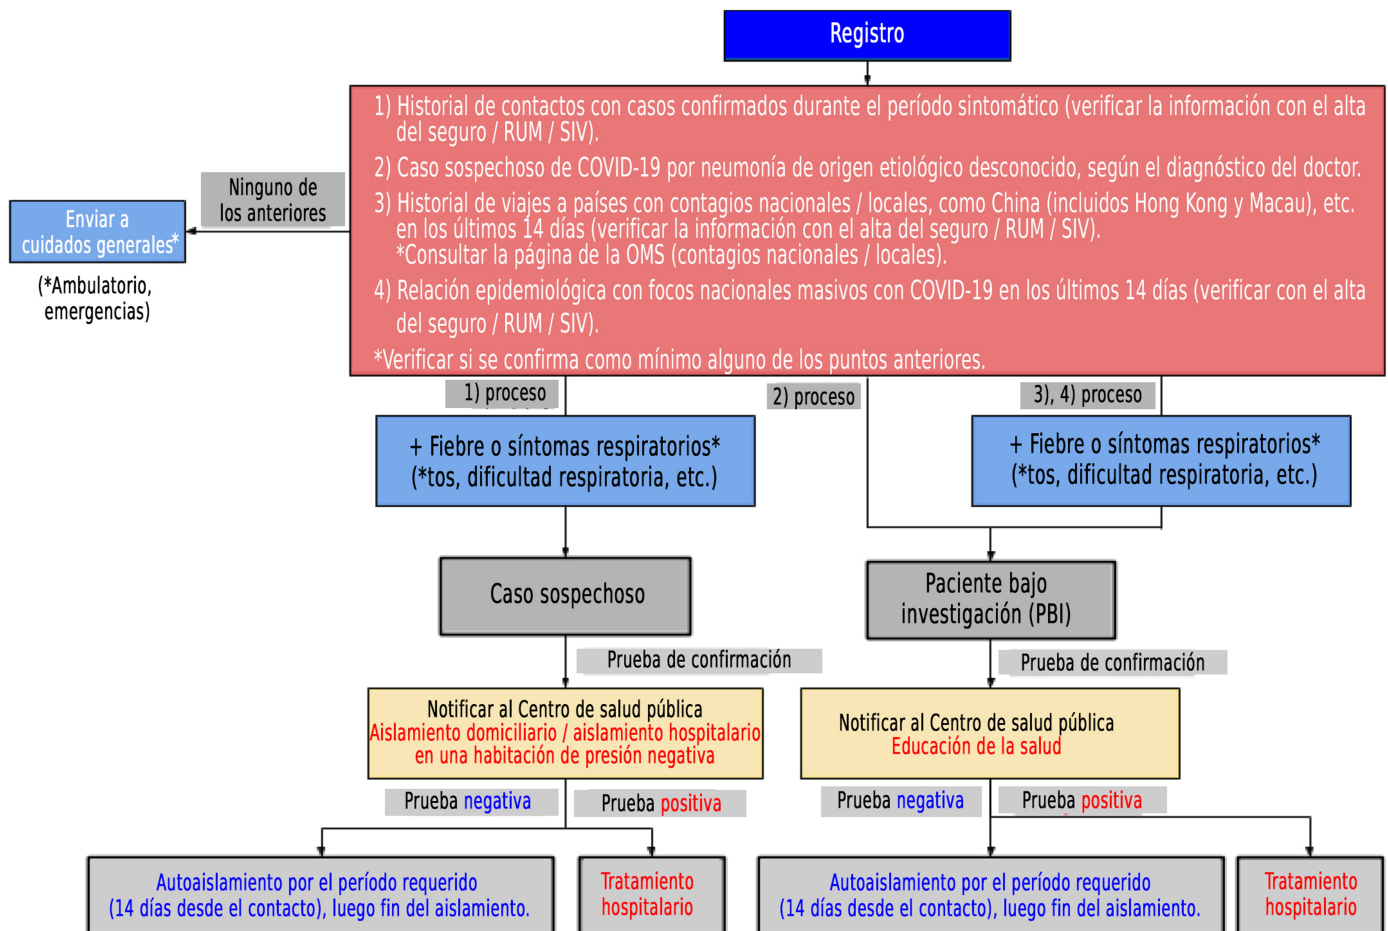 Registro
1) Historial de contactos con casos confirmados durante el período sintomático (verificar la información con el alta
del seguro / RUM / SIV).
2) Caso sospechoso de COVID-19 por neumonía de origen etiológico desconocido, según el diagnóstico del doctor.
3) Historial de viajes a países con contagios nacionales / locales, como China (incluidos Hong Kong y Macau), etc.
en los últimos 14 días (verificar la información con el alta del seguro / RUM / SIV).
*Consultar la página de la OMS (contagios nacionales / locales).
4) Relación epidemiológica con focos nacionales masivos con COVID-19 en los últimos 14 días (verificar con el alta
del seguro / RUM / SIV).
*Verificar si se confirma como mínimo alguno de los puntos anteriores.
Ninguno de
los anteriores
Enviar a
cuidados generales*
(*Ambulatorio,
emergencias)
1) proceso
2) proceso
3), 4) proceso
+ Fiebre o síntomas respiratorios*
(*tos, dificultad respiratoria, etc.)
+ Fiebre o síntomas respiratorios*
(*tos, dificultad respiratoria, etc.)
Caso sospechoso
Paciente bajo
investigación (PBI)
Prueba de confirmación
Prueba de confirmación
Notificar al Centro de salud pública
Aislamiento domiciliario / aislamiento hospitalario
en una habitación de presión negativa
Notificar al Centro de salud pública
Educación de la salud
Prueba negativa
Prueba positiva
Prueba negativa
Prueba positiva
Autoaislamiento por el período requerido
(14 días desde el contacto), luego fin del aislamiento.
Tratamiento
hospitalario
Autoaislamiento por el período requerido
(14 días desde el contacto), luego fin del aislamiento.
Tratamiento
hospitalario